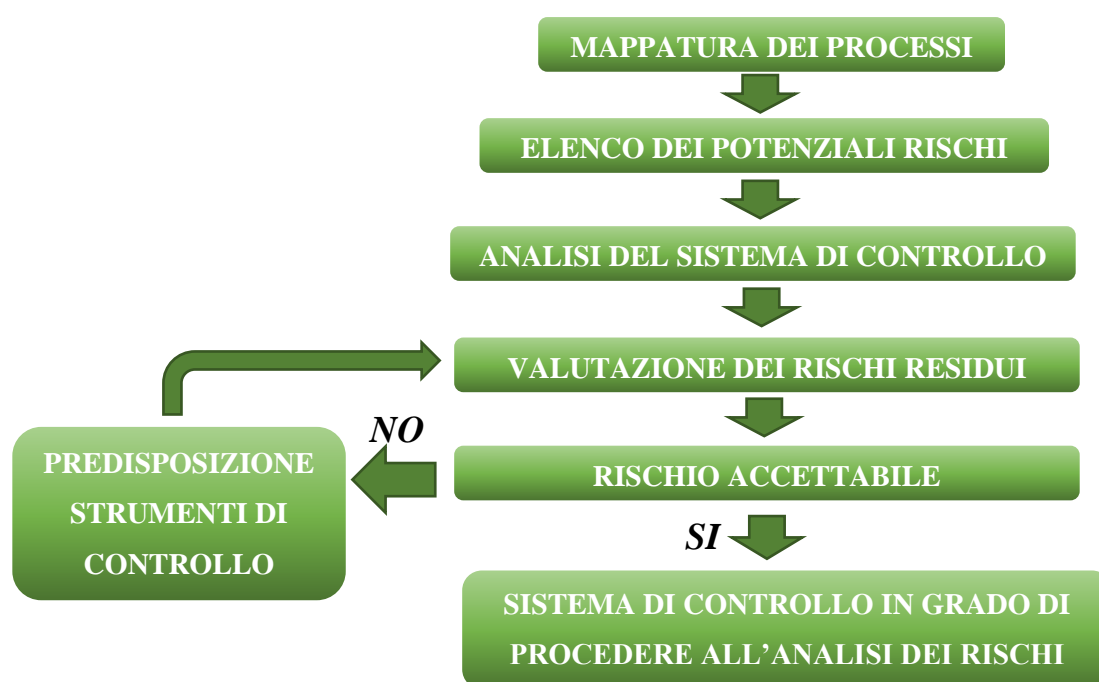 MAPPATURA DEI PROCESSI
ELENCO DEI POTENZIALI RISCHI
ANALISI DEL SISTEMA DI CONTROLLO
VALUTAZIONE DEI RISCHI RESIDUI
NO
PREDISPOSIZIONE
STRUMENTI DI
CONTROLLO
RISCHIO ACCETTABILE
SI
SISTEMA DI CONTROLLO IN GRADO DI
PROCEDERE ALL’ANALISI DEI RISCHI